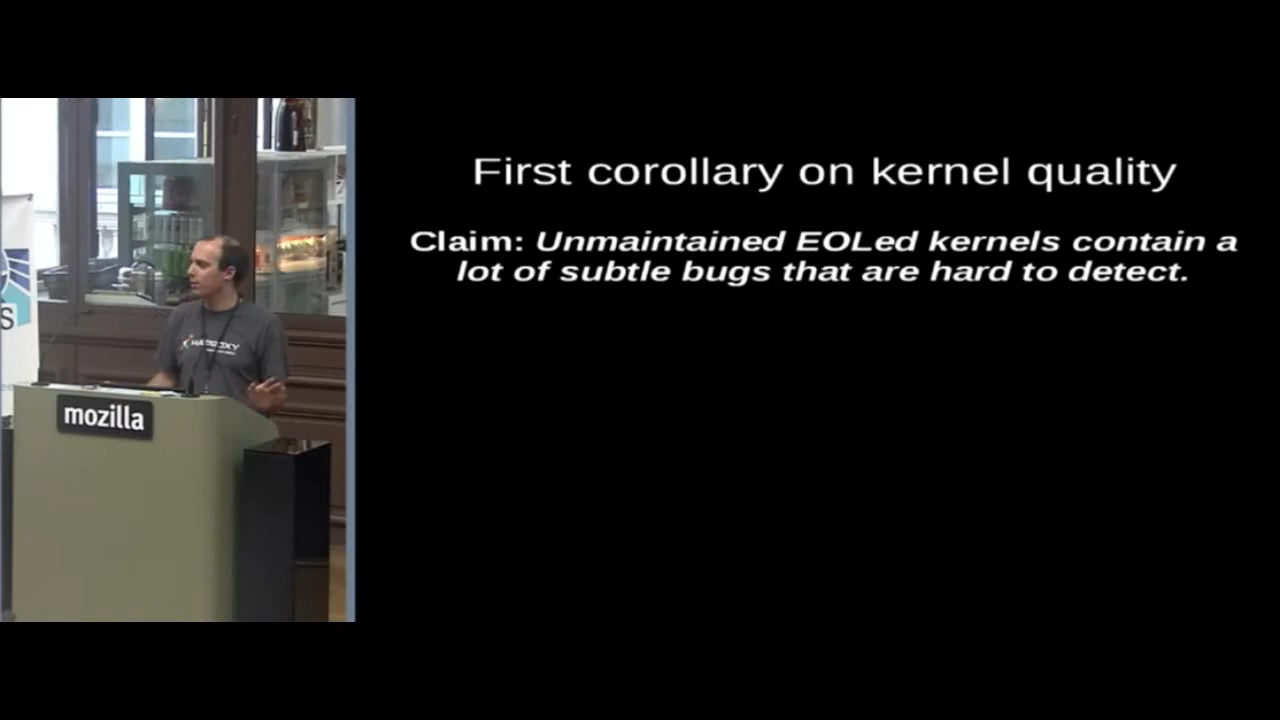 First corollary on kernel quality
Claim: Unmaintained EOLed kernels contain a
lot of subtle bugs that are hard to detect.
S
HAPROXY
mozilla